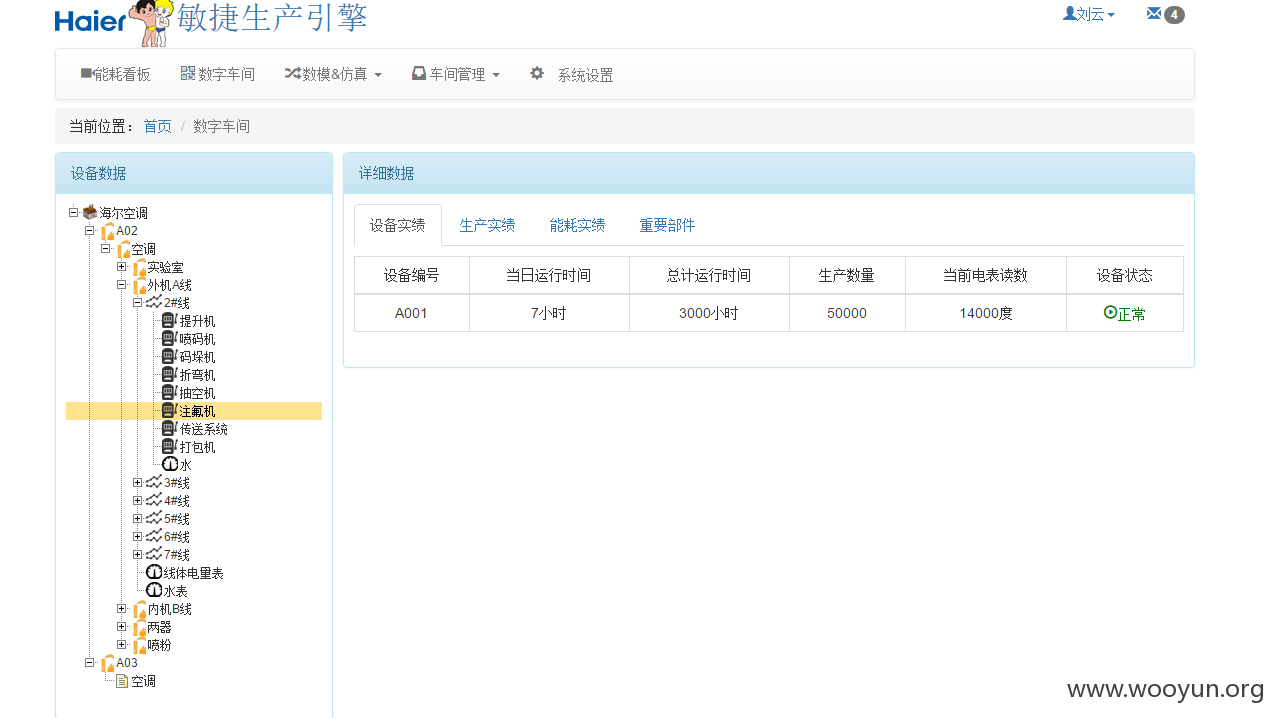 Haier 敏捷生产引擎
刘云 4
能耗看板 数字车间 数模&仿真 车间管理 系统设置
当前位置： 首页 / 数字车间
设备数据
海尔空调
A02
空调
实验室
外机A线
2#线
提升机
喷码机
码垛机
折弯机
抽空机
注氟机
传送系统
打包机
水
3#线
4#线
5#线
6#线
7#线
线体电量表
水表
内机B线
两器
喷粉
A03
空调
详细数据
设备实绩 生产实绩 能耗实绩 重要部件
设备编号 当日运行时间 总计运行时间 生产数量 当前电表读数 设备状态
A001 7小时 3000小时 50000 14000度 正常
www.wooyun.org